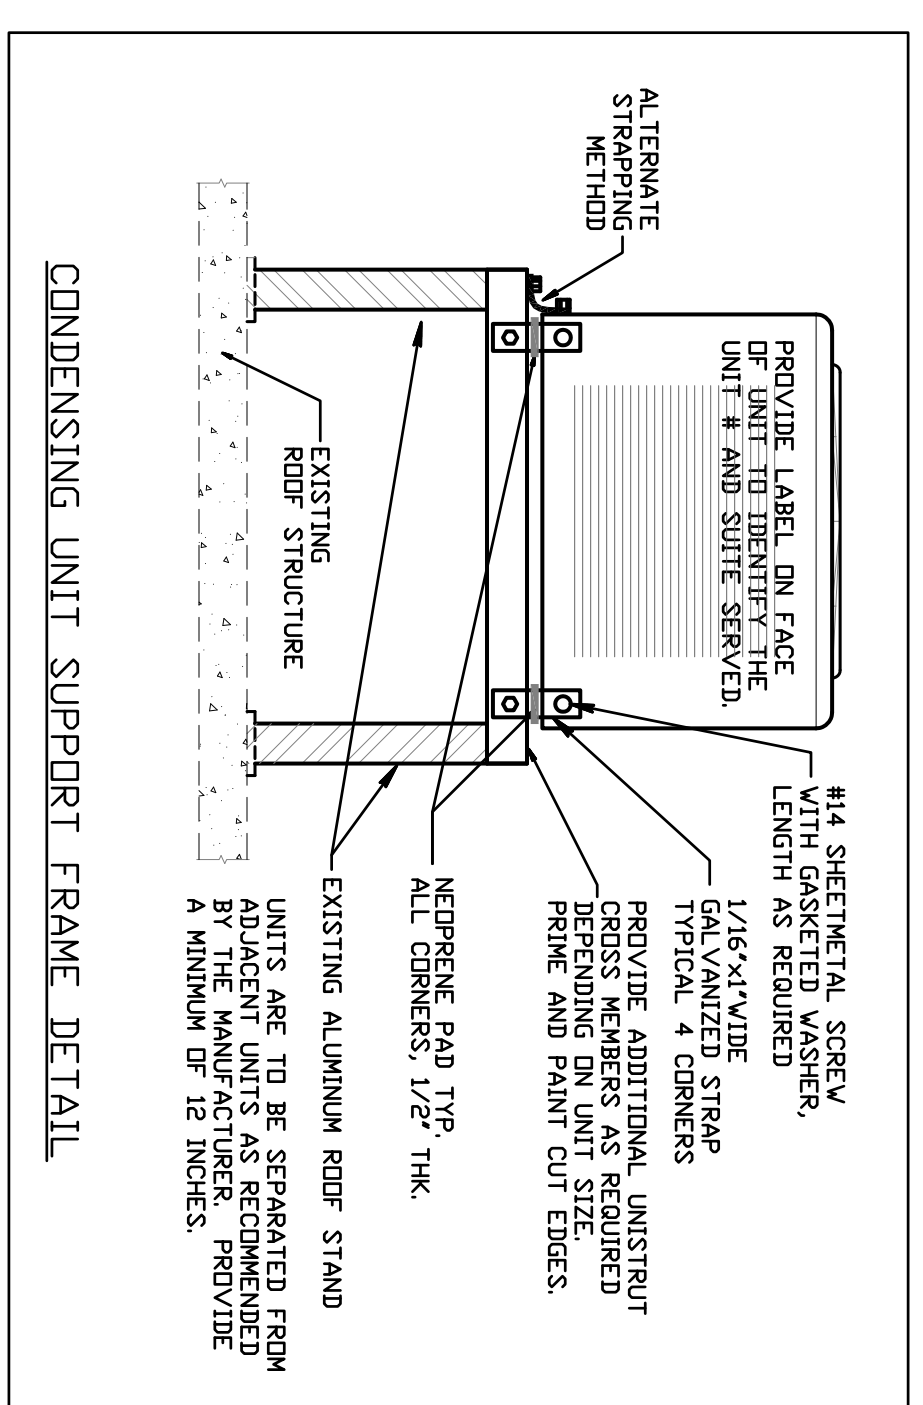 ALTERNATE
STRAPPING
METHOD
PROVIDE LABEL ON FACE
OF UNIT TO IDENTIFY THE
UNIT # AND SUITE SERVED.
#14 SHEETMETAL SCREW
WITH GASKETED WASHER,
LENGTH AS REQUIRED
1/16"x1"WIDE
GALVANIZED STRAP
TYPICAL 4 CORNERS
PROVIDE ADDITIONAL UNISTRUT
CROSS MEMBERS AS REQUIRED
DEPENDING ON UNIT SIZE.
PRIME AND PAINT CUT EDGES.
NEOPRENE PAD TYP.
ALL CORNERS, 1/2" THK.
EXISTING ALUMINUM ROOF STAND
EXISTING
ROOF STRUCTURE
UNITS ARE TO BE SEPARATED FROM
ADJACENT UNITS AS RECOMMENDED
BY THE MANUFACTURER. PROVIDE
A MINIMUM OF 12 INCHES.
CONDENSING UNIT SUPPORT FRAME DETAIL